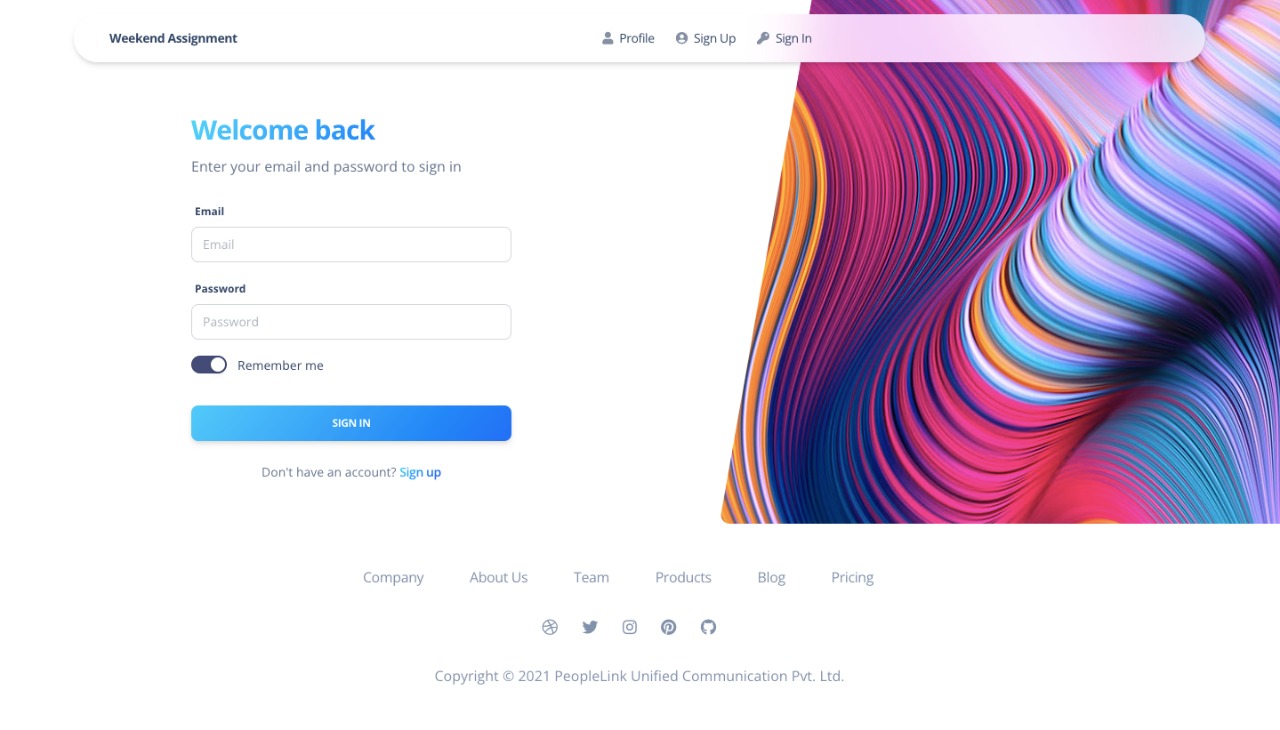 Weekend Assignment
Profile
Sign Up
Sign In
Welcome back
Enter your email and password to sign in
Email
Email
Password
Password
Remember me
SIGN IN
Don't have an account? Sign up
Company About Us Team Products Blog Pricing
Copyright © 2021 PeopleLink Unified Communication Pvt. Ltd.